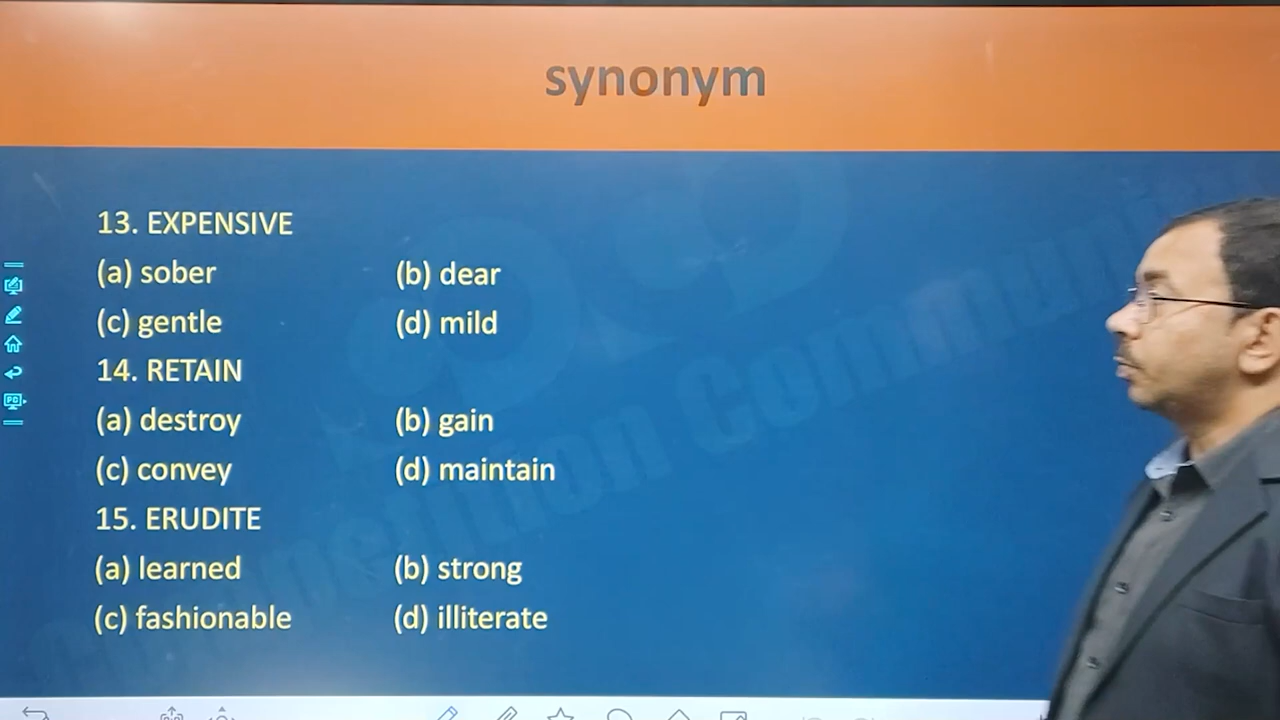 synonym
13. EXPENSIVE
(a) sober (b) dear
(c) gentle (d) mild
14. RETAIN
(a) destroy (b) gain
(c) convey (d) maintain
15. ERUDITE
(a) learned (b) strong
(c) fashionable (d) illiterate